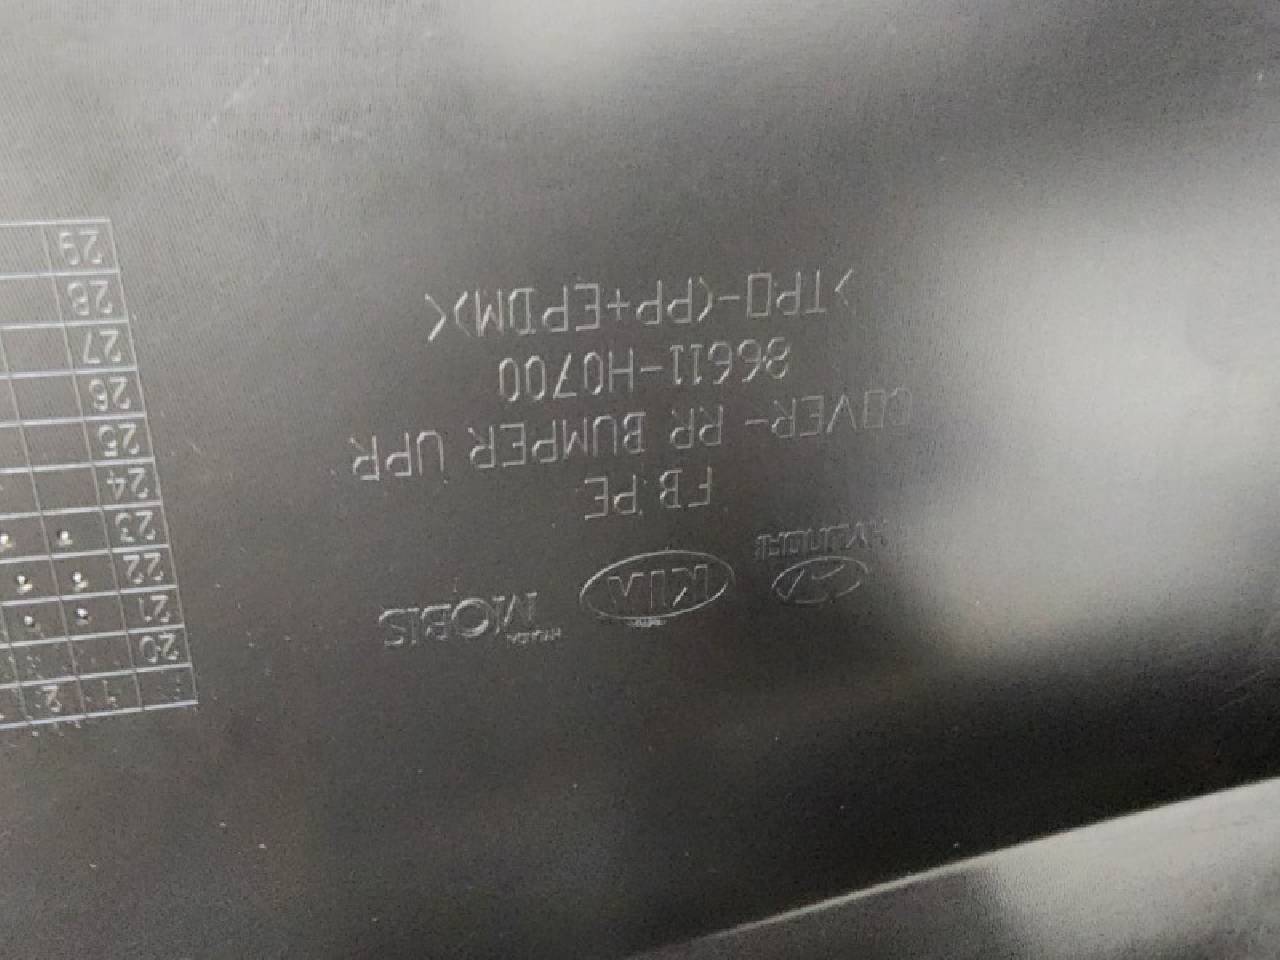 HYUNDAI KIA MOBIS
FB PE
COVER- RR BUMPER UPR
86611-H0700
>TPO-(PP+EPDM)<
1 2
20
21
22
23
24
25
26
27
28
29